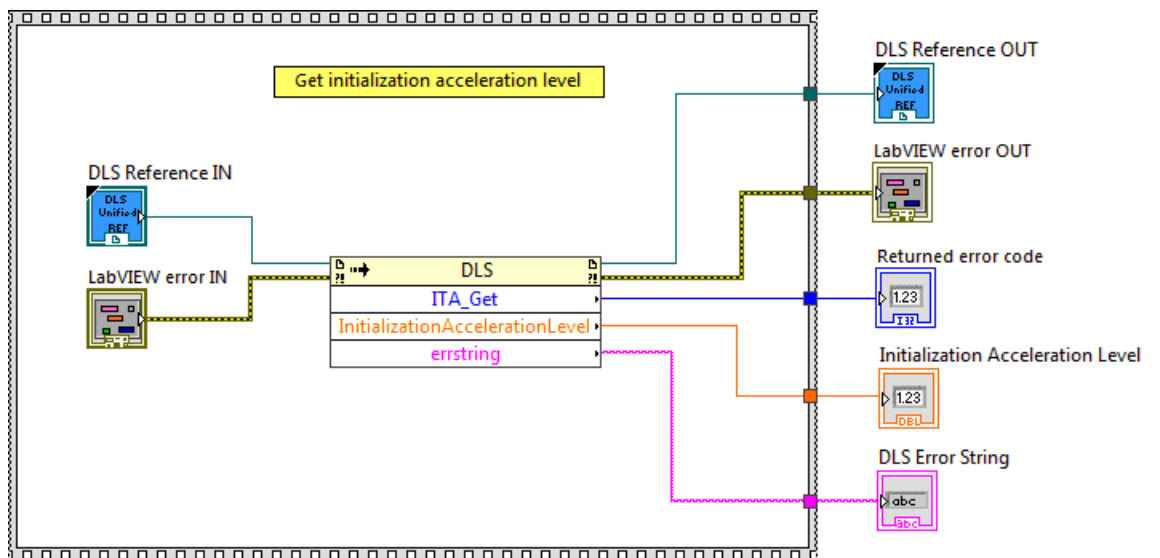 Get initialization acceleration level
DLS Reference IN
DLS
Unified
REF
LabVIEW error IN
?!
DLS
?!
ITA_Get
InitializationAccelerationLevel
errstring
DLS Reference OUT
DLS
Unified
REF
LabVIEW error OUT
Returned error code
1.23
I32
Initialization Acceleration Level
1.23
DBL
DLS Error String
abc
abc